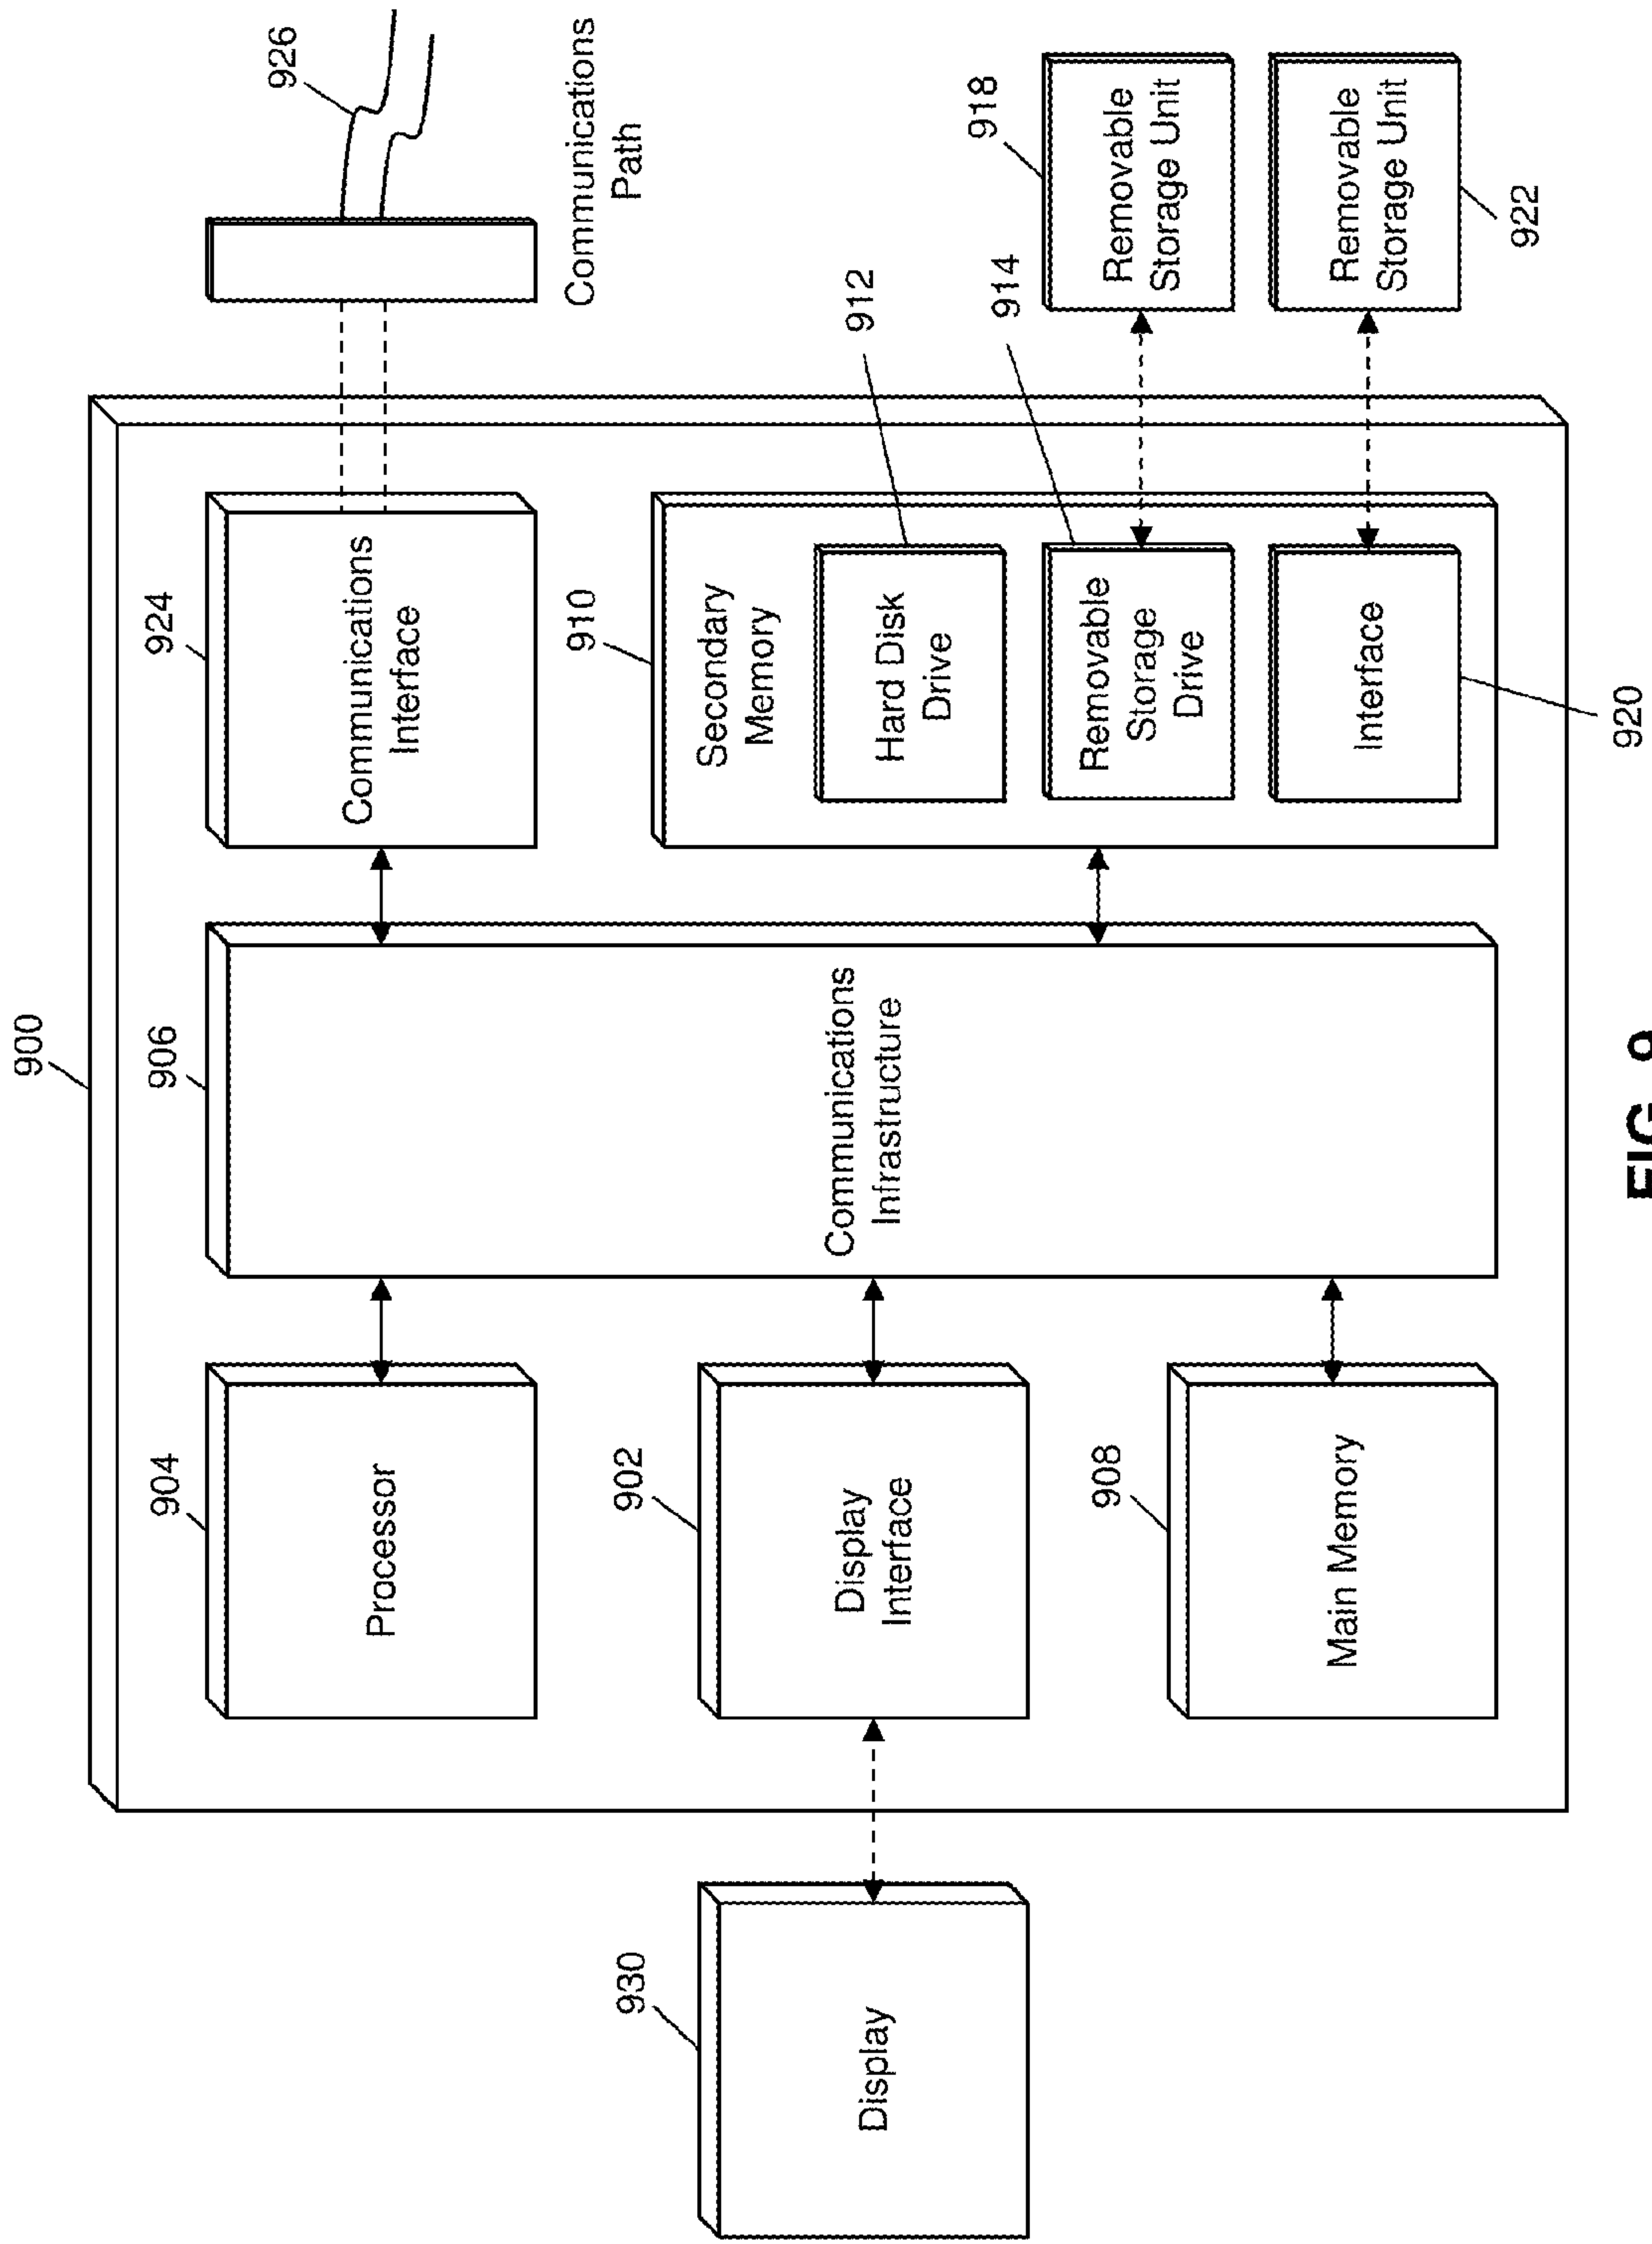 900
904
Processor
906
924
Communications
Interface
926
Communications
Path
930
Display
902
Display
Interface
Communications
Infrastructure
910
Secondary
Memory
912
Hard Disk
Drive
914
Removable
Storage
Drive
918
Removable
Storage Unit
908
Main Memory
Interface
920
Removable
Storage Unit
922
FIG. 9